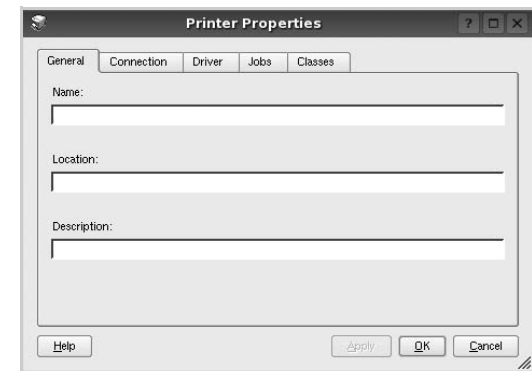 Printer Properties
General Connection Driver Jobs Classes
Name:
Location:
Description:
Help Apply OK Cancel